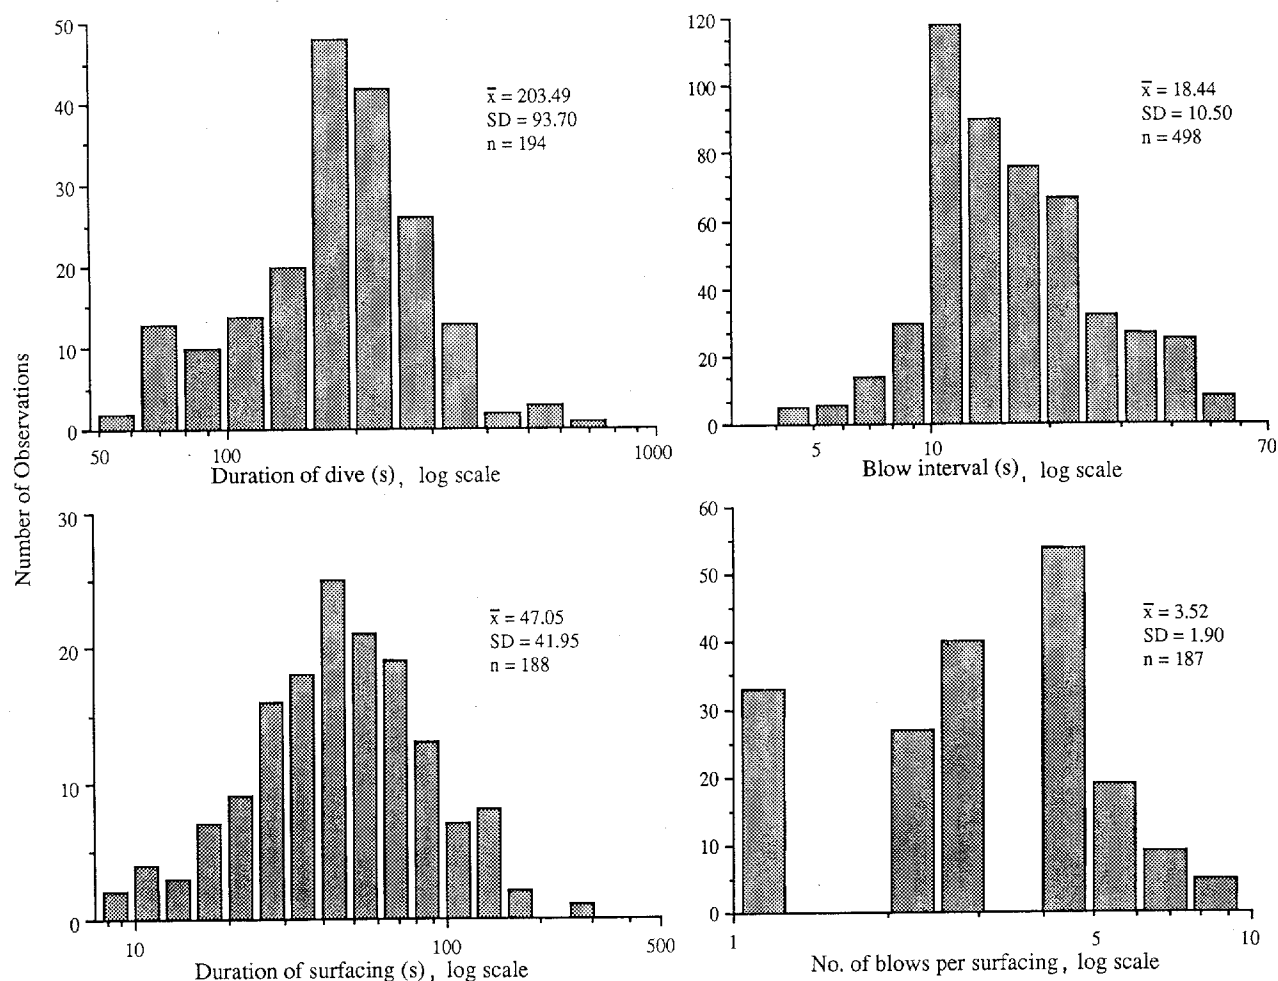 Number of Observations
50
40
30
20
10
0
x̄ = 203.49
SD = 93.70
n = 194
50 100 1000
Duration of dive (s), log scale
120
100
80
60
40
20
0
x̄ = 18.44
SD = 10.50
n = 498
5 10 70
Blow interval (s), log scale
30
20
10
0
x̄ = 47.05
SD = 41.95
n = 188
10 100 500
Duration of surfacing (s), log scale
60
50
40
30
20
10
0
x̄ = 3.52
SD = 1.90
n = 187
1 5 10
No. of blows per surfacing, log scale